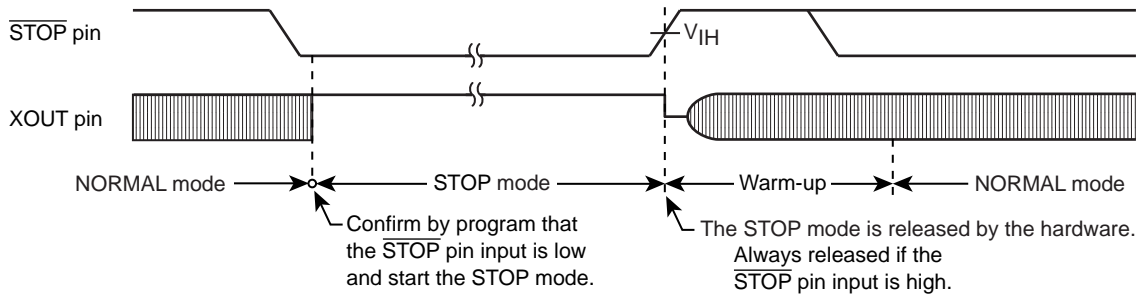 STOP pin
VIH
XOUT pin
NORMAL mode
STOP mode
Warm-up
NORMAL mode
Confirm by program that
the STOP pin input is low
and start the STOP mode.
The STOP mode is released by the hardware.
Always released if the
STOP pin input is high.